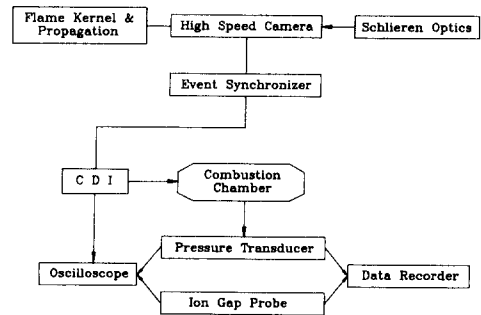 Flame Kernel &
Propagation
High Speed Camera
Schlieren Optics
Event Synchronizer
C D I
Combustion
Chamber
Pressure Transducer
Oscilloscope
Data Recorder
Ion Gap Probe